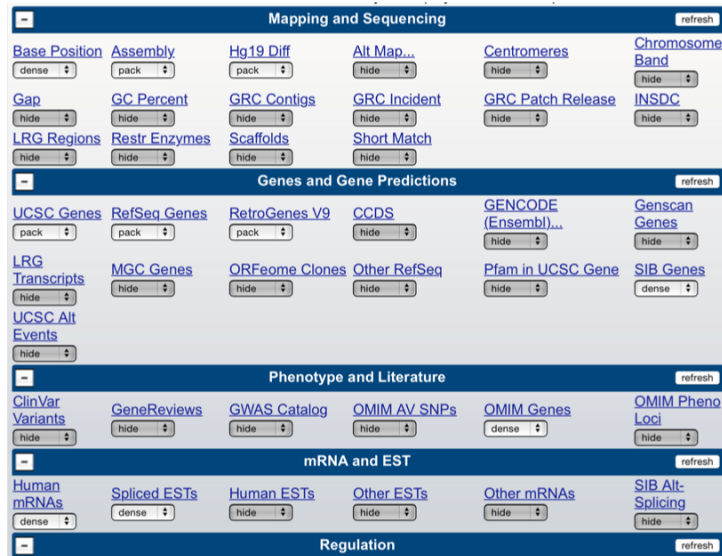 - Mapping and Sequencing refresh
Base Position Assembly Hg19 Diff Alt Map... Centromeres Chromosome Band
dense pack pack hide hide hide
Gap GC Percent GRC Contigs GRC Incident GRC Patch Release INSDC
hide hide hide hide hide hide
LRG Regions Restr Enzymes Scaffolds Short Match
hide hide hide hide
- Genes and Gene Predictions refresh
UCSC Genes RefSeq Genes RetroGenes V9 CCDS GENCODE (Ensembl)... Genscan Genes
pack pack pack hide hide hide
LRG Transcripts MGC Genes ORFeome Clones Other RefSeq Pfam in UCSC Gene SIB Genes
hide hide hide hide hide dense
UCSC Alt Events
hide
- Phenotype and Literature refresh
ClinVar Variants GeneReviews GWAS Catalog OMIM AV SNPs OMIM Genes OMIM Pheno Loci
hide hide hide hide dense hide
- mRNA and EST refresh
Human mRNAs Spliced ESTs Human ESTs Other ESTs Other mRNAs SIB Alt-Splicing
dense dense hide hide hide hide
- Regulation refresh